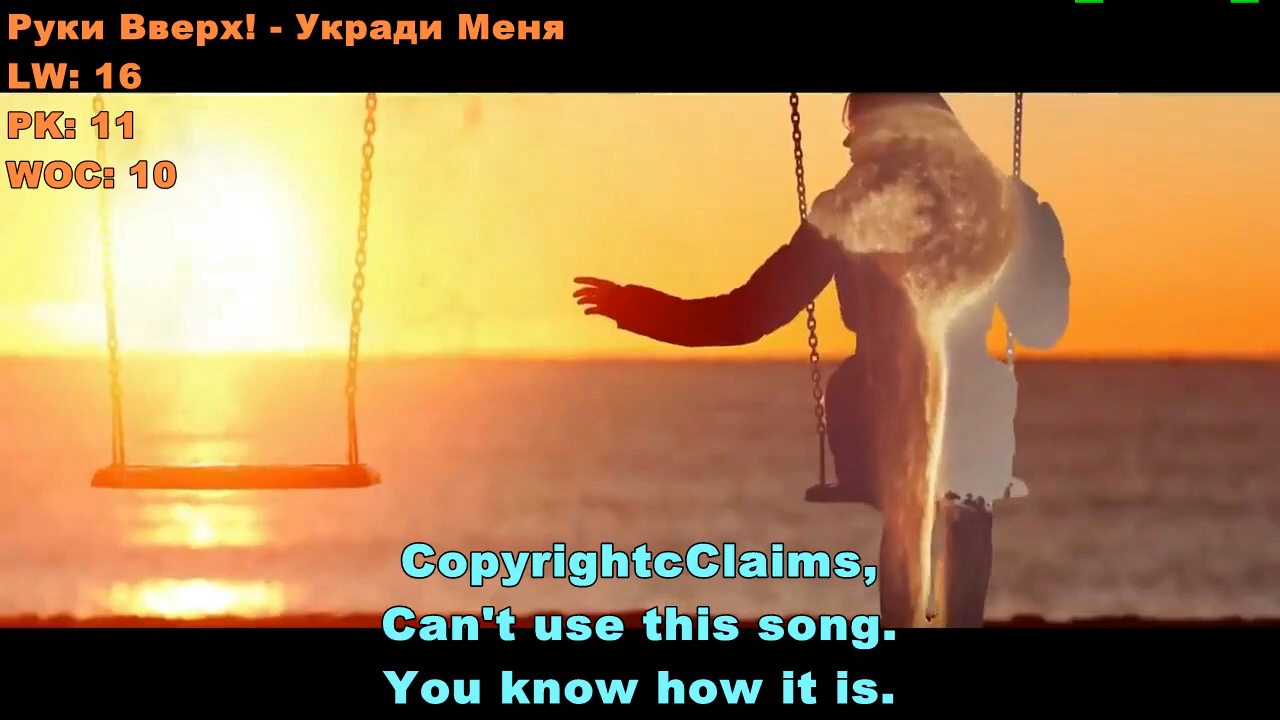 Руки Вверх! - Укради Меня
LW: 16
PK: 11
WOC: 10
CopyrightcClaims,
Can't use this song.
You know how it is.